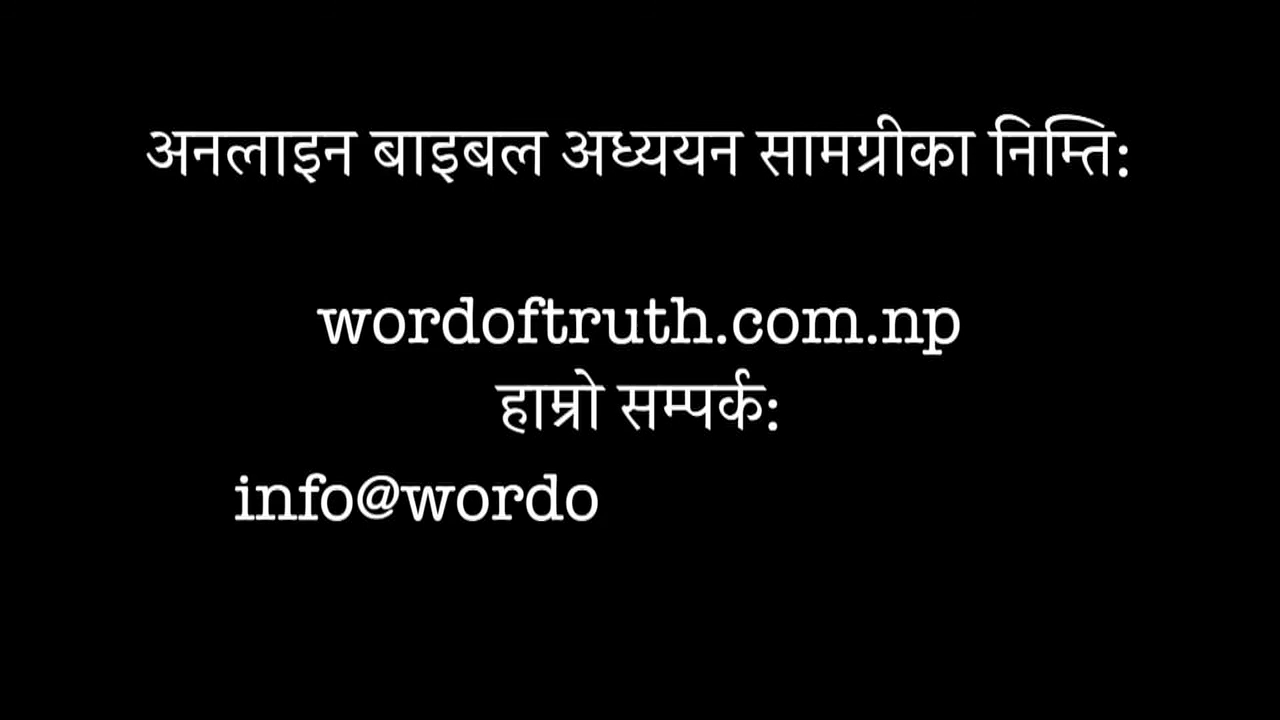 अनलाइन बाइबल अध्ययन सामग्रीका निम्ति:
wordoftruth.com.np
हाम्रो सम्पर्क:
info@wordo